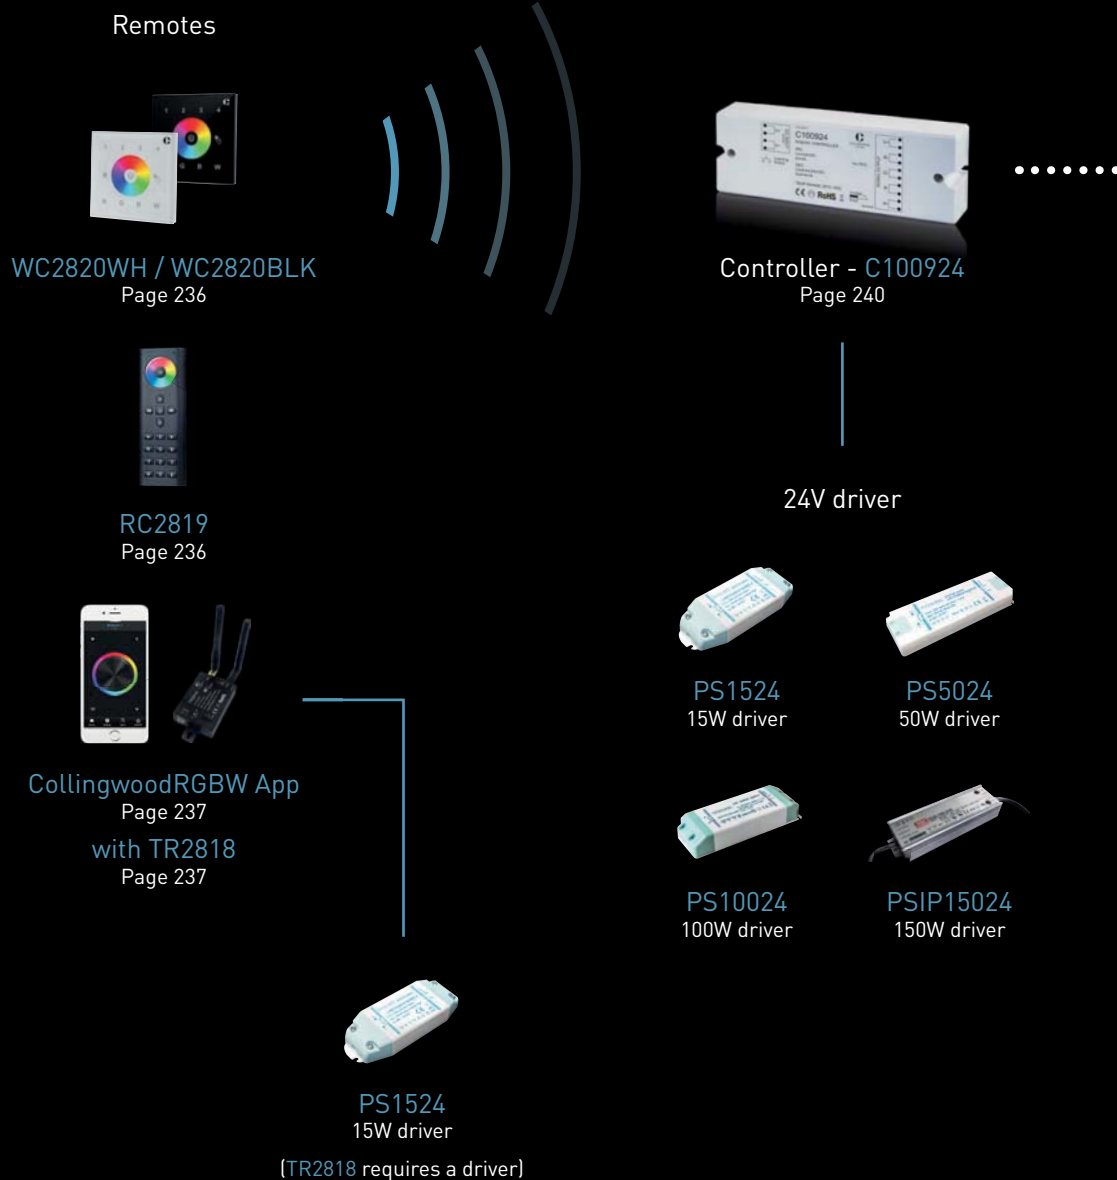 Remotes
WC2820WH / WC2820BLK
Page 236
RC2819
Page 236
CollingwoodRGBW App
Page 237
with TR2818
Page 237
PS1524
15W driver
(TR2818 requires a driver)
C100924
RoHS
Controller - C100924
Page 240
24V driver
PS1524
15W driver
PS5024
50W driver
PS10024
100W driver
PSIP15024
150W driver